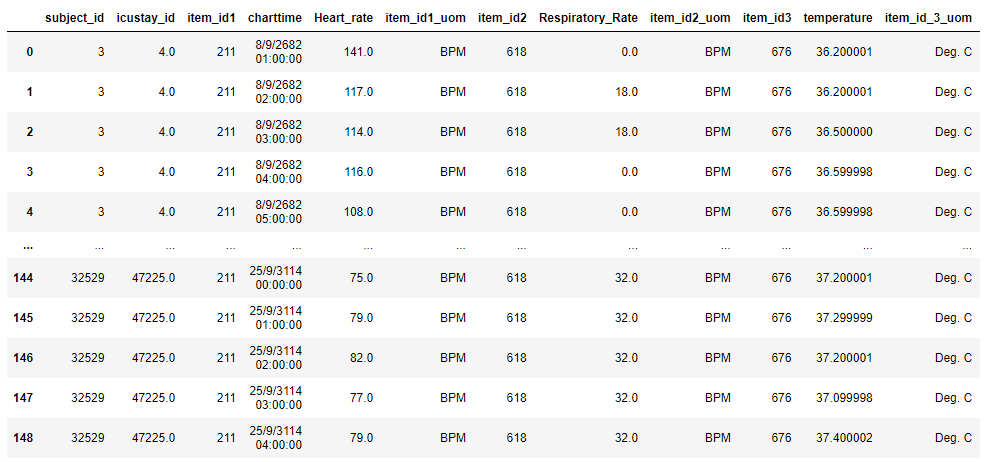 subject_id icustay_id item_id1 charttime Heart_rate item_id1_uom item_id2 Respiratory_Rate item_id2_uom item_id3 temperature item_id_3_uom
0 3 4.0 211 8/9/2682 01:00:00 141.0 BPM 618 0.0 BPM 676 36.200001 Deg. C
1 3 4.0 211 8/9/2682 02:00:00 117.0 BPM 618 18.0 BPM 676 36.200001 Deg. C
2 3 4.0 211 8/9/2682 03:00:00 114.0 BPM 618 18.0 BPM 676 36.500000 Deg. C
3 3 4.0 211 8/9/2682 04:00:00 116.0 BPM 618 0.0 BPM 676 36.599998 Deg. C
4 3 4.0 211 8/9/2682 05:00:00 108.0 BPM 618 0.0 BPM 676 36.599998 Deg. C
... ... ... ... ... ... ... ... ... ... ... ... ...
144 32529 47225.0 211 25/9/3114 00:00:00 75.0 BPM 618 32.0 BPM 676 37.200001 Deg. C
145 32529 47225.0 211 25/9/3114 01:00:00 79.0 BPM 618 32.0 BPM 676 37.299999 Deg. C
146 32529 47225.0 211 25/9/3114 02:00:00 82.0 BPM 618 32.0 BPM 676 37.200001 Deg. C
147 32529 47225.0 211 25/9/3114 03:00:00 77.0 BPM 618 32.0 BPM 676 37.099998 Deg. C
148 32529 47225.0 211 25/9/3114 04:00:00 79.0 BPM 618 32.0 BPM 676 37.400002 Deg. C